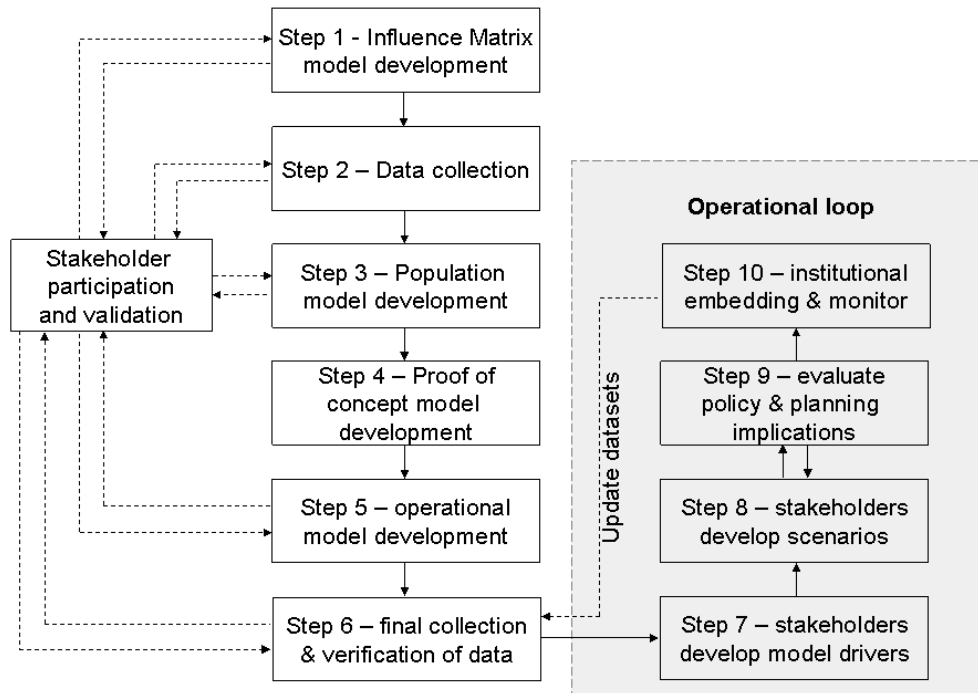 Step 1 - Influence Matrix
model development
Step 2 – Data collection
Stakeholder
participation
and validation
Step 3 – Population
model development
Step 4 – Proof of
concept model
development
Step 5 – operational
model development
Step 6 – final collection
& verification of data
Operational loop
Step 10 – institutional
embedding & monitor
Step 9 – evaluate
policy & planning
implications
Update datasets
Step 8 – stakeholders
develop scenarios
Step 7 – stakeholders
develop model drivers